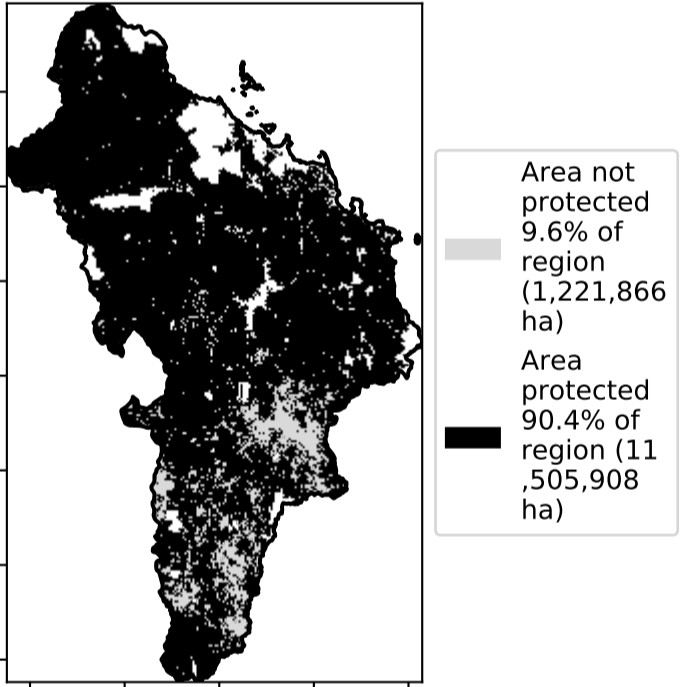 Area not
protected
9.6% of
region
(1,221,866
ha)
Area
protected
90.4% of
region (11
,505,908
ha)